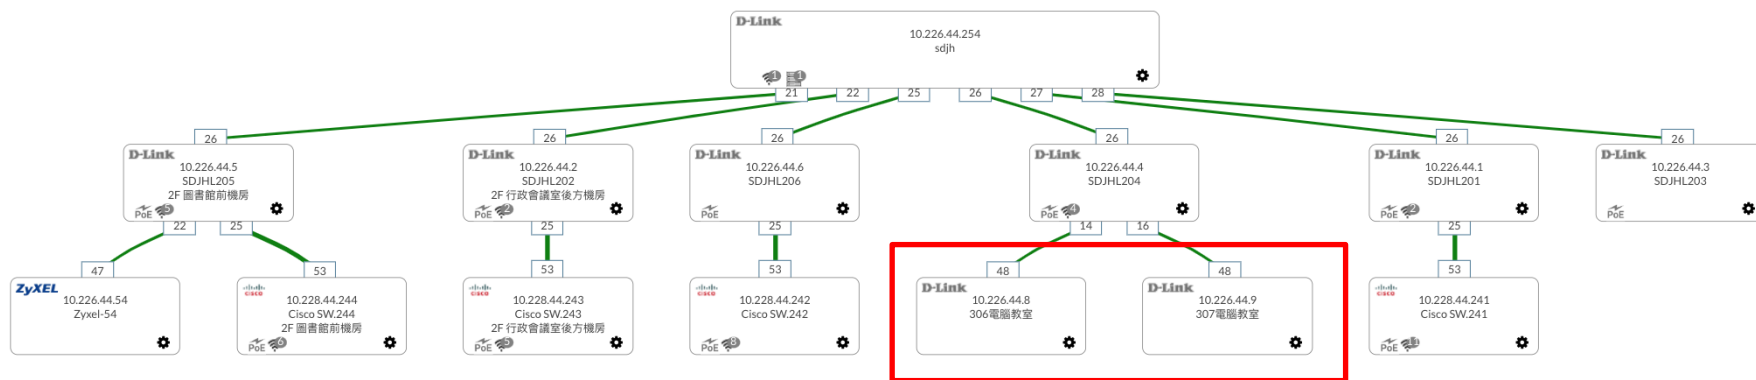 D-Link
10.226.44.254
sdjh
1 1
21 22 25 26 27 28
26
D-Link
10.226.44.5
SDJHL205
2F 圖書館前機房
PoE 5
22 25
26
D-Link
10.226.44.2
SDJHL202
2F 行政會議室後方機房
PoE 2
25
26
D-Link
10.226.44.6
SDJHL206
PoE
25
26
D-Link
10.226.44.4
SDJHL204
PoE 4
14 16
26
D-Link
10.226.44.1
SDJHL201
PoE 2
25
26
D-Link
10.226.44.3
SDJHL203
PoE
47
ZyXEL
10.226.44.54
Zyxel-54
53
cisco
10.228.44.244
Cisco SW.244
2F 圖書館前機房
PoE 6
53
cisco
10.228.44.243
Cisco SW.243
2F 行政會議室後方機房
PoE 5
53
cisco
10.228.44.242
Cisco SW.242
PoE 8
48
D-Link
10.226.44.8
306電腦教室
48
D-Link
10.226.44.9
307電腦教室
53
cisco
10.228.44.241
Cisco SW.241
PoE